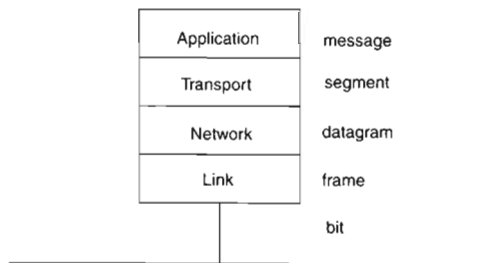 Application message
Transport segment
Network datagram
Link frame
bit